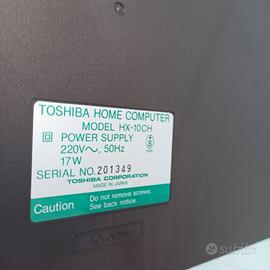 TOSHIBA HOME COMPUTER
MODEL HX-10CH
POWER SUPPLY
220V~, 50Hz
17W
SERIAL NO. 201349
TOSHIBA CORPORATION
MADE IN JAPAN
Caution
Do not remove screws.
See back notice.
subito